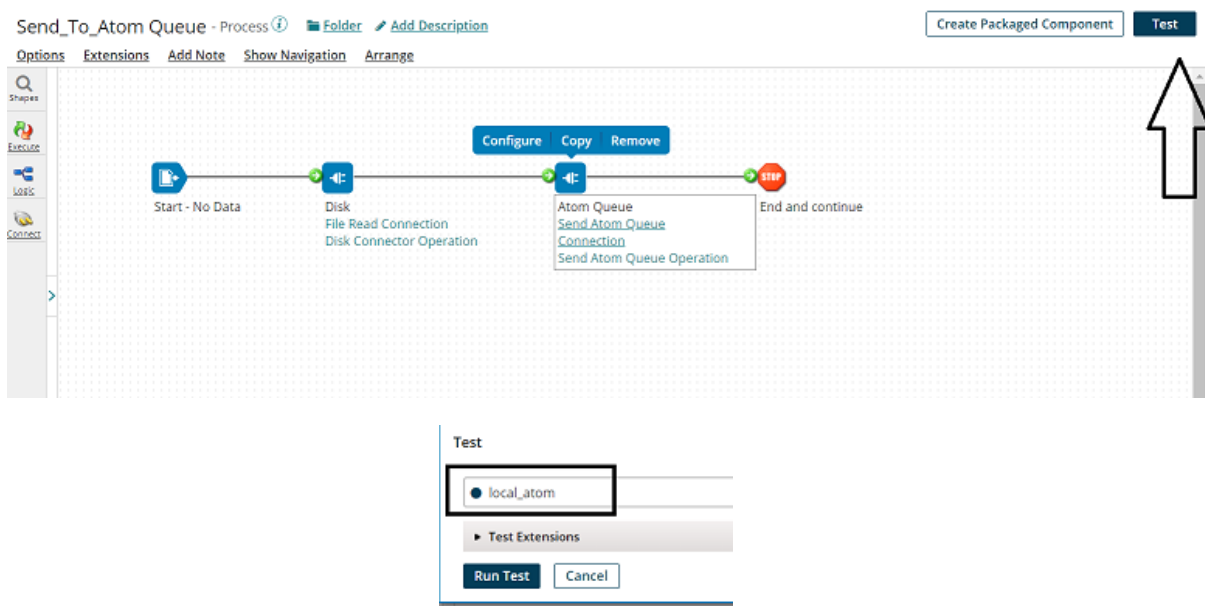 Send_To_Atom Queue - Process i Folder Add Description
Create Packaged Component Test
Options Extensions Add Note Show Navigation Arrange
Shapes
Execute
Logic
Connect
Configure Copy Remove
Start - No Data
Disk
File Read Connection
Disk Connector Operation
Atom Queue
Send Atom Queue
Connection
Send Atom Queue Operation
STOP
End and continue
Test
local_atom
Test Extensions
Run Test Cancel